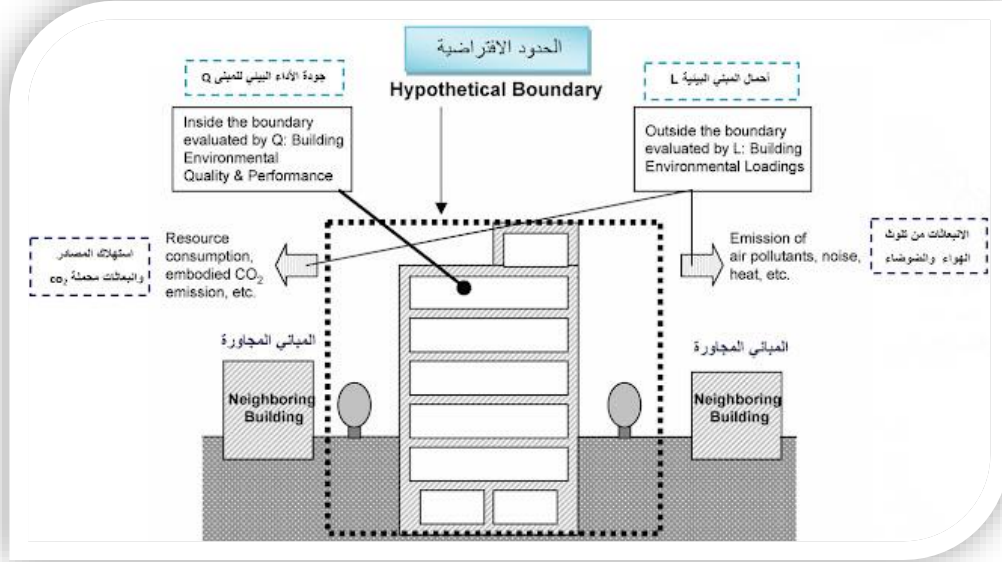 الحدود الافتراضية
Hypothetical Boundary
جودة الأداء البيئي للمبنى Q
Inside the boundary
evaluated by Q: Building
Environmental
Quality & Performance
أحمال المبني البيئية L
Outside the boundary
evaluated by L: Building
Environmental Loadings
استهلاك المصادر
وانبعاثات محملة co₂
Resource
consumption,
embodied CO₂
emission, etc.
Emission of
air pollutants, noise,
heat, etc.
الانبعاثات من تلوث
الهواء والضوضاء
المباني المجاورة
Neighboring
Building
المباني المجاورة
Neighboring
Building